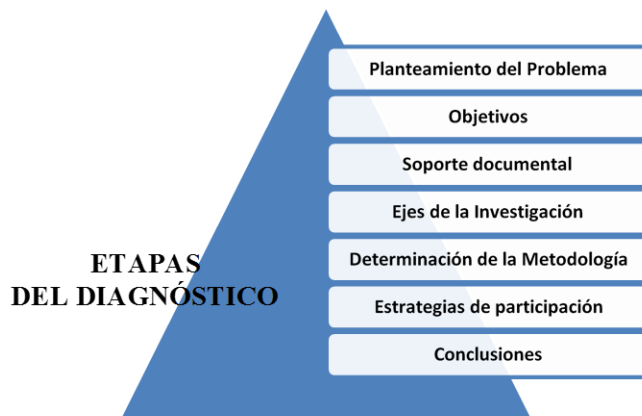 Planteamiento del Problema
Objetivos
Soporte documental
Ejes de la Investigación
Determinación de la Metodología
Estrategias de participación
Conclusiones
ETAPAS
DEL DIAGNÓSTICO